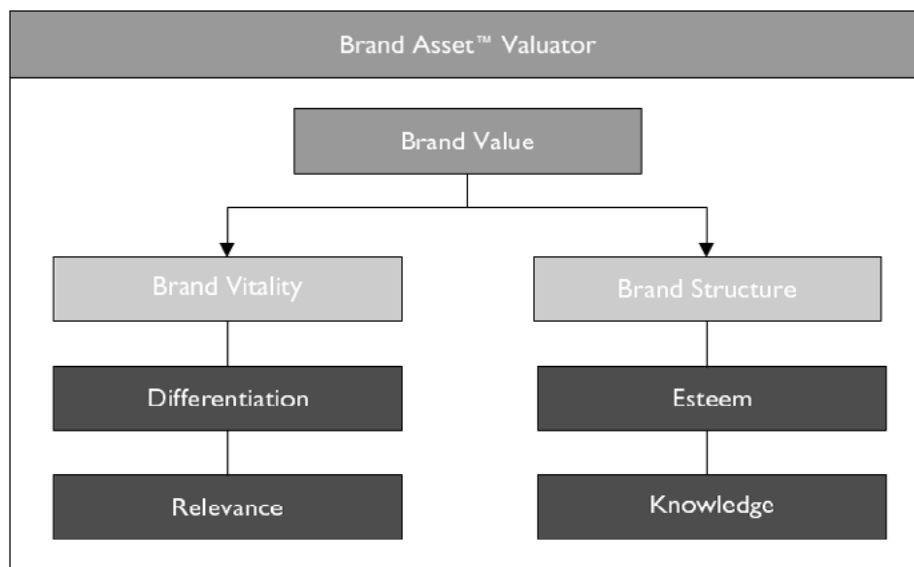 Brand Asset™ Valuator
Brand Value
Brand Vitality
Brand Structure
Differentiation
Esteem
Relevance
Knowledge